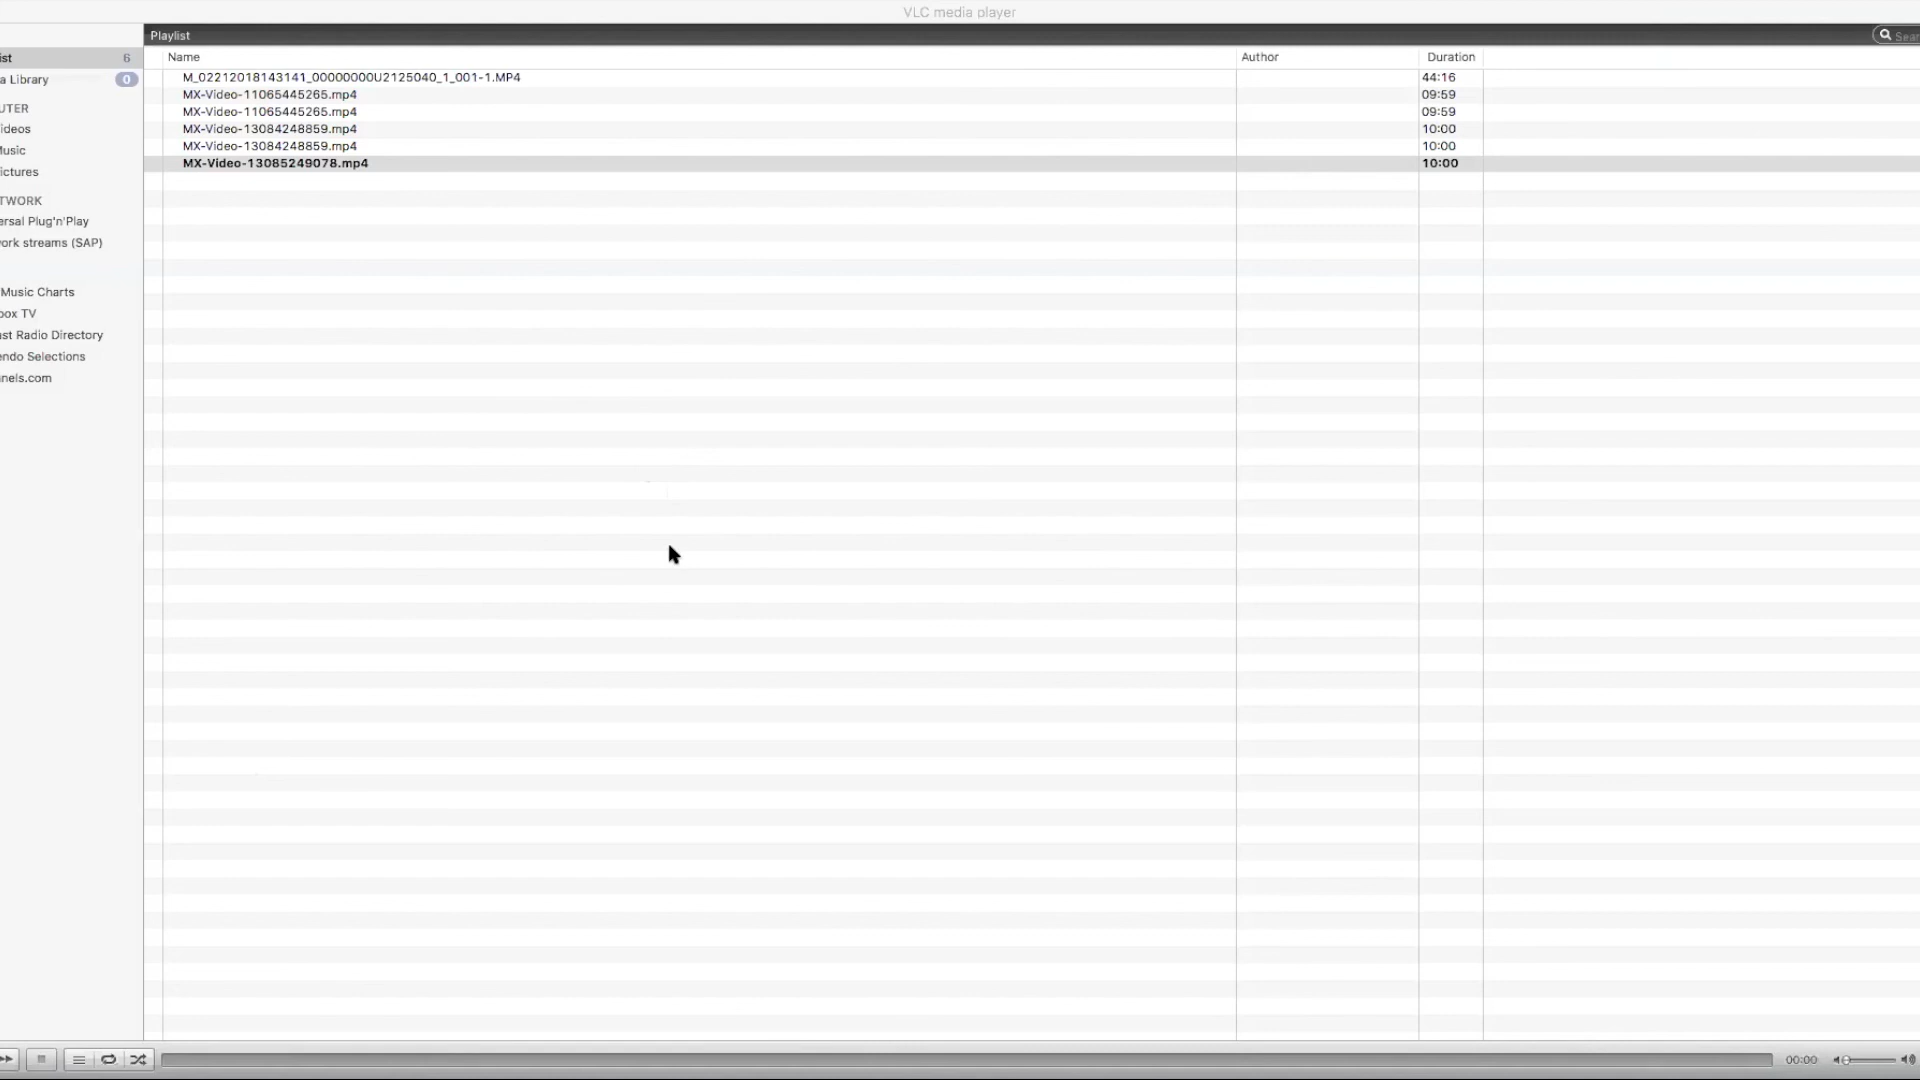 VLC media player
Playlist
Sear
ist 6
a Library 0
UTER
ideos
Music
ictures
TWORK
ersal Plug'n'Play
ork streams (SAP)
Music Charts
box TV
ast Radio Directory
endo Selections
nels.com
Name Author Duration
M_02212018143141_00000000U2125040_1_001-1.MP4 44:16
MX-Video-11065445265.mp4 09:59
MX-Video-11065445265.mp4 09:59
MX-Video-13084248859.mp4 10:00
MX-Video-13084248859.mp4 10:00
MX-Video-13085249078.mp4 10:00
00:00